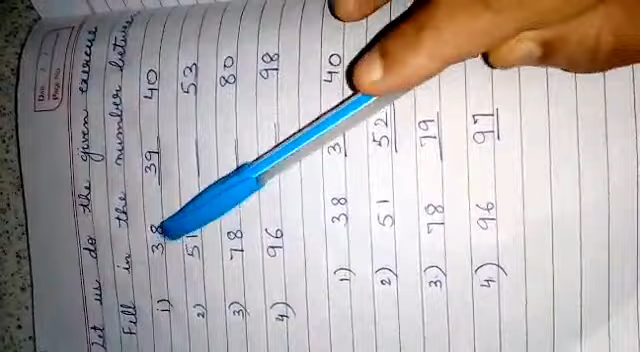 Date
Page No.
Let us do the given exercise
Fill in the number between
1) 38 39 40
2) 51 53
3) 78 80
4) 96 98
1) 38 3 40
2) 51 52
3) 78 79
4) 96 97